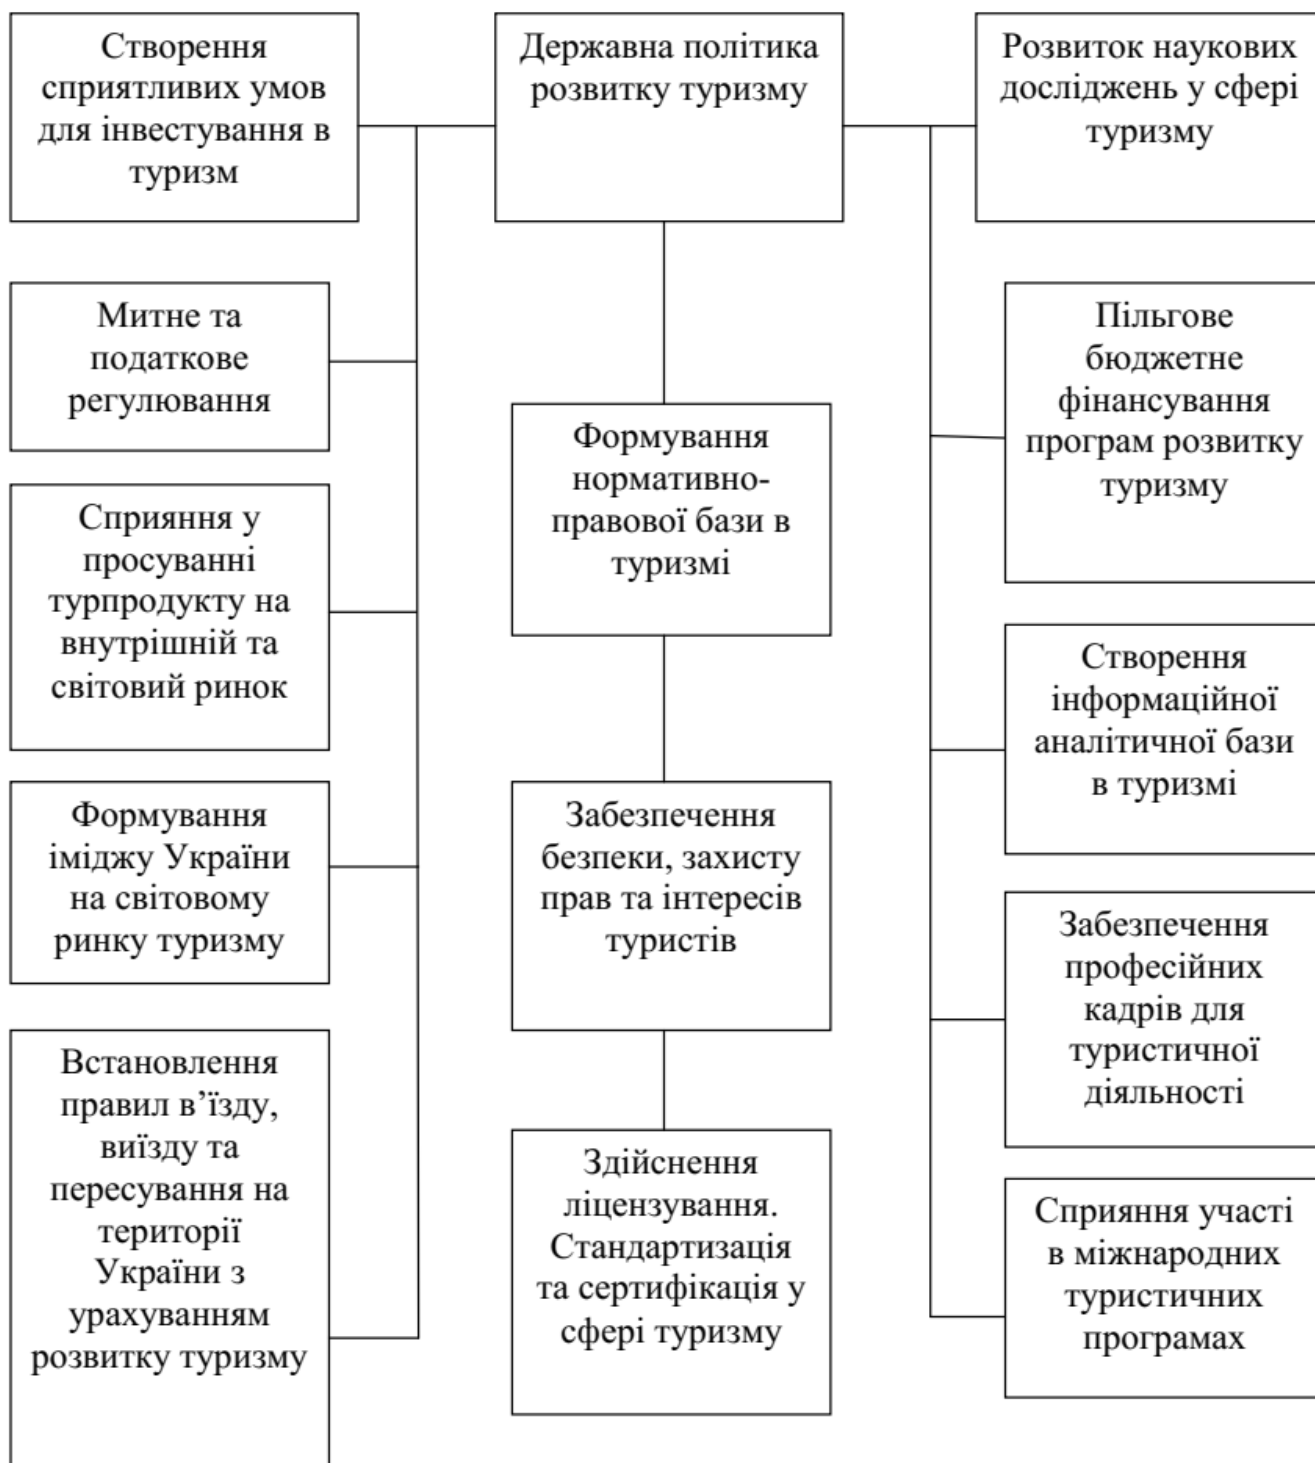 Створення
сприятливих умов
для інвестування в
туризм
Державна політика
розвитку туризму
Розвиток наукових
досліджень у сфері
туризму
Митне та
податкове
регулювання
Сприяння у
просуванні
турпродукту на
внутрішній та
світовий ринок
Формування
іміджу України
на світовому
ринку туризму
Встановлення
правил в’їзду,
виїзду та
пересування на
території
України з
урахуванням
розвитку туризму
Формування
нормативно-
правової бази в
туризмі
Забезпечення
безпеки, захисту
прав та інтересів
туристів
Здійснення
ліцензування.
Стандартизація
та сертифікація у
сфері туризму
Пільгове
бюджетне
фінансування
програм розвитку
туризму
Створення
інформаційної
аналітичної бази
в туризмі
Забезпечення
професійних
кадрів для
туристичної
діяльності
Сприяння участі
в міжнародних
туристичних
програмах